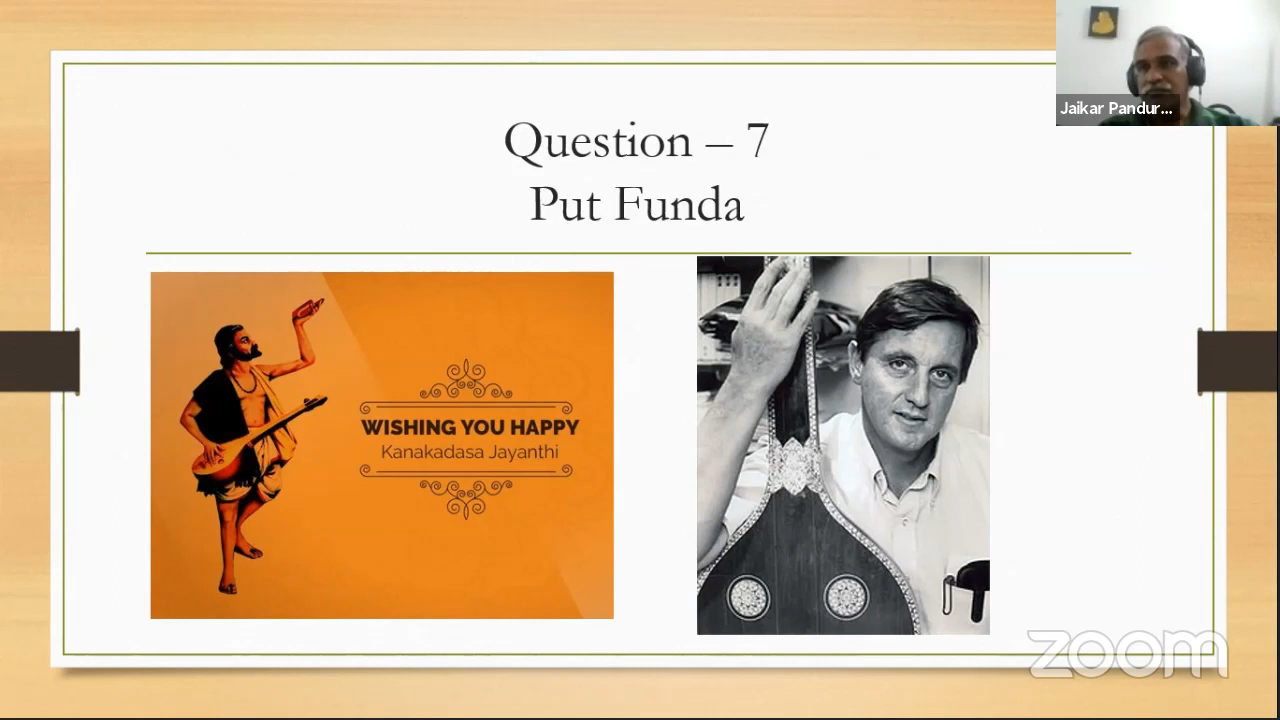 Jaikar Pandur...
Question – 7
Put Funda
WISHING YOU HAPPY
Kanakadasa Jayanthi
zoom